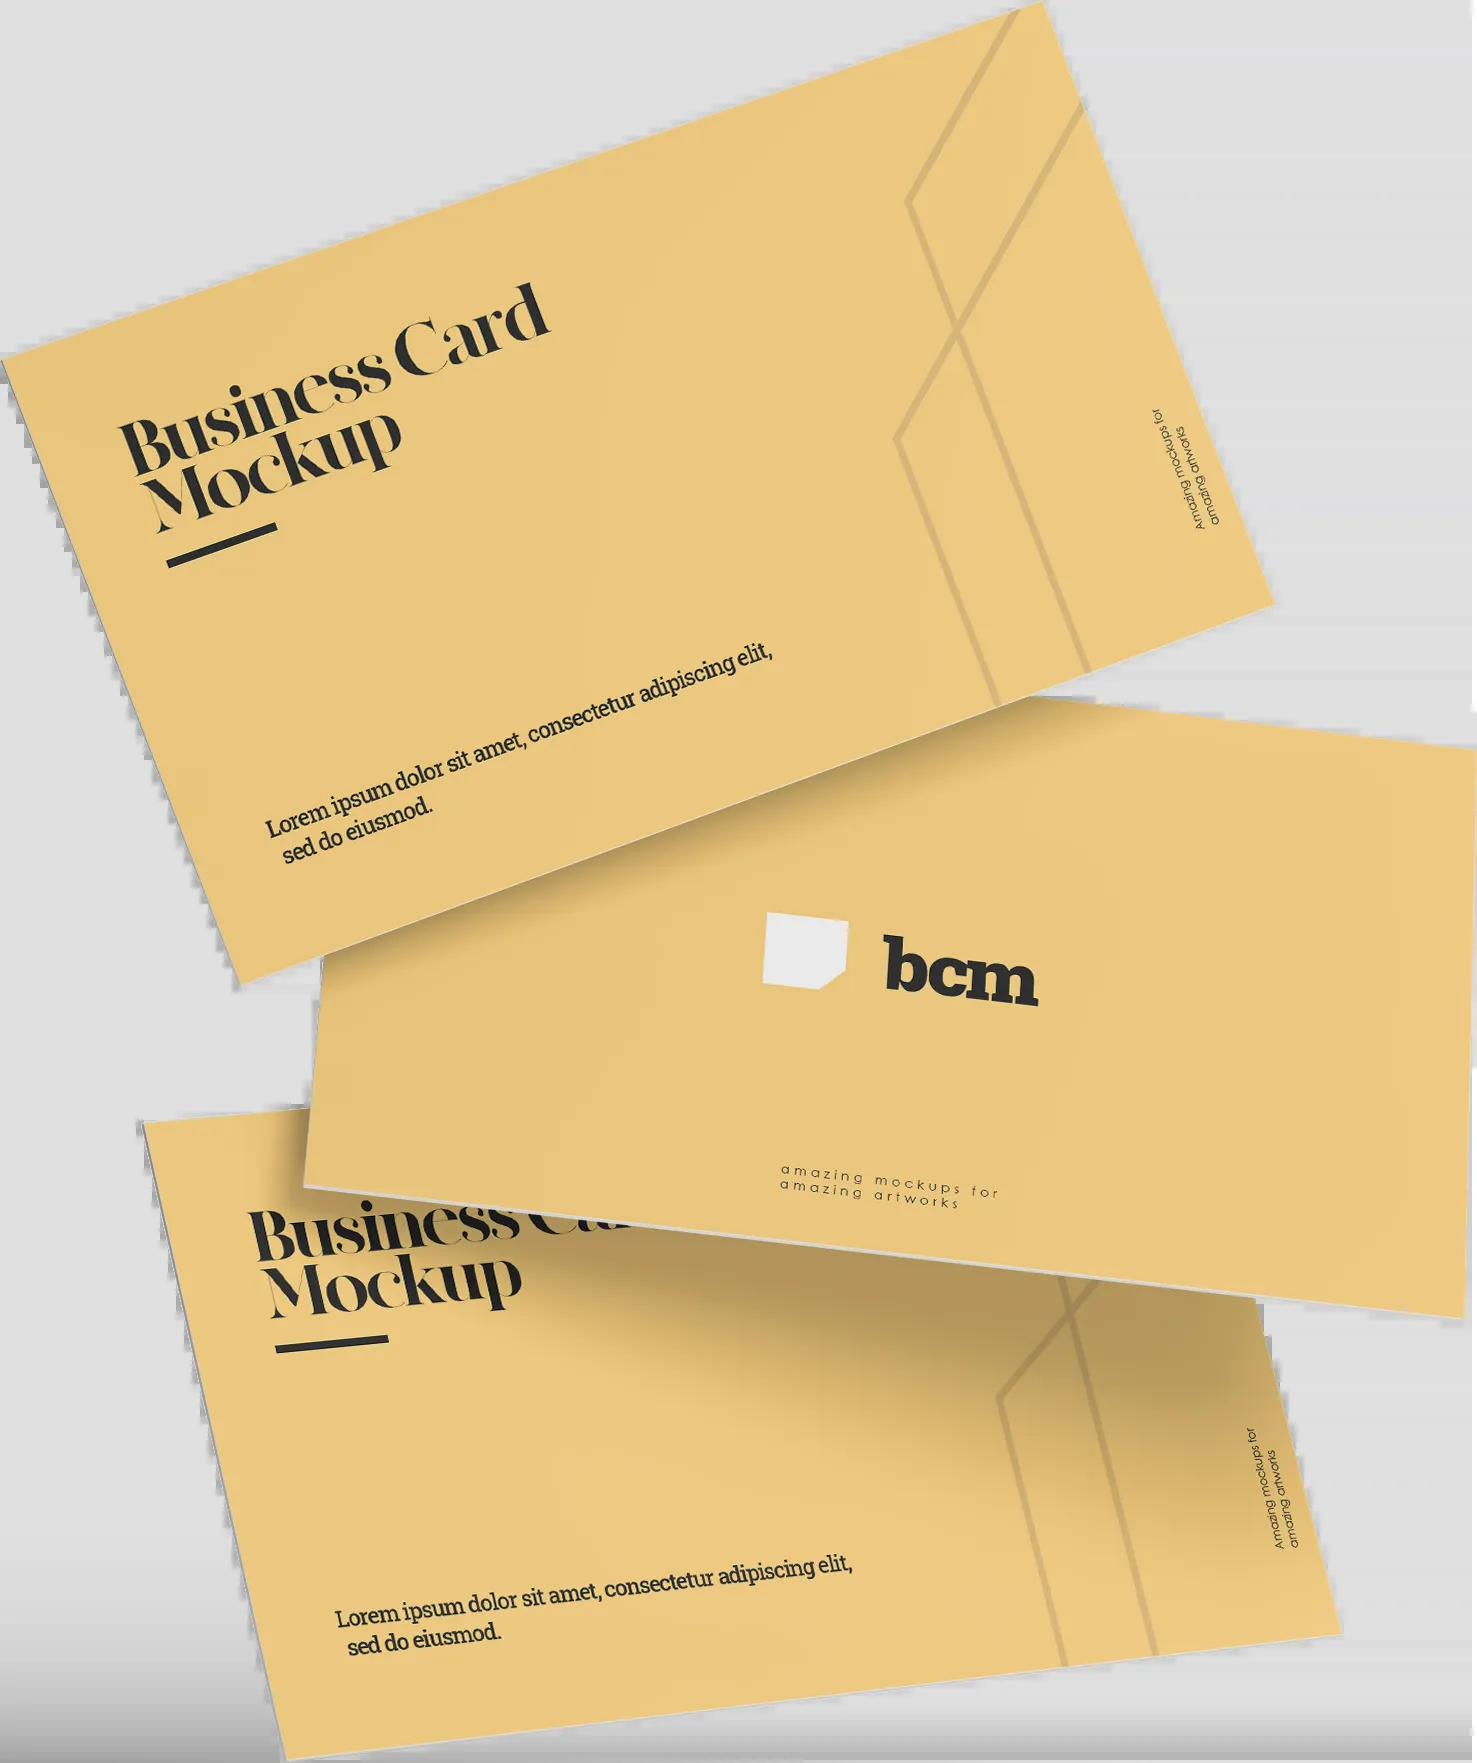 Business Card
Mockup
Lorem ipsum dolor sit amet, consectetur adipiscing elit,
sed do eiusmod.
Amazing mockups for
amazing artworks
bcm
amazing mockups for
amazing artworks
Business Car
Mockup
Lorem ipsum dolor sit amet, consectetur adipiscing elit,
sed do eiusmod.
Amazing mockups for
amazing artworks